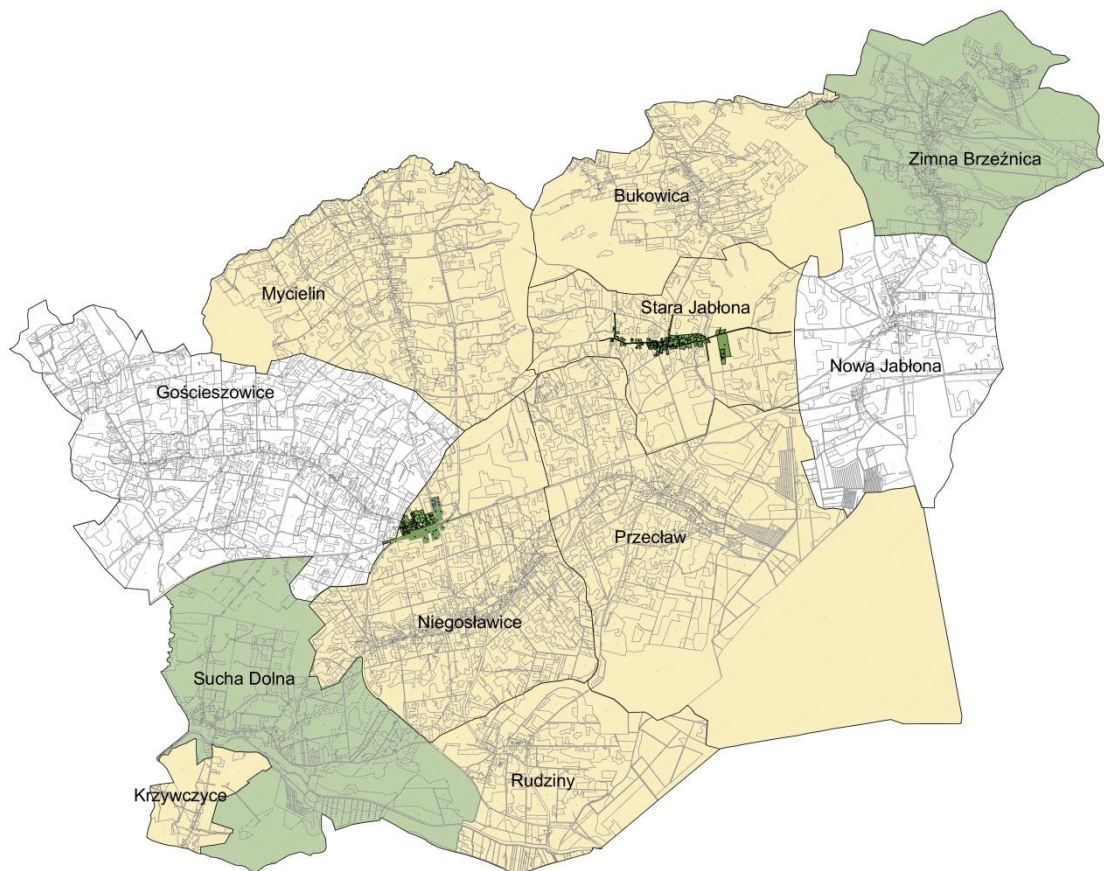 Zimna Brzeźnica
Bukowica
Mycielin
Stara Jabłona
Nowa Jabłona
Gościeszowice
Przecław
Niegosławice
Sucha Dolna
Rudziny
Krzywczyce